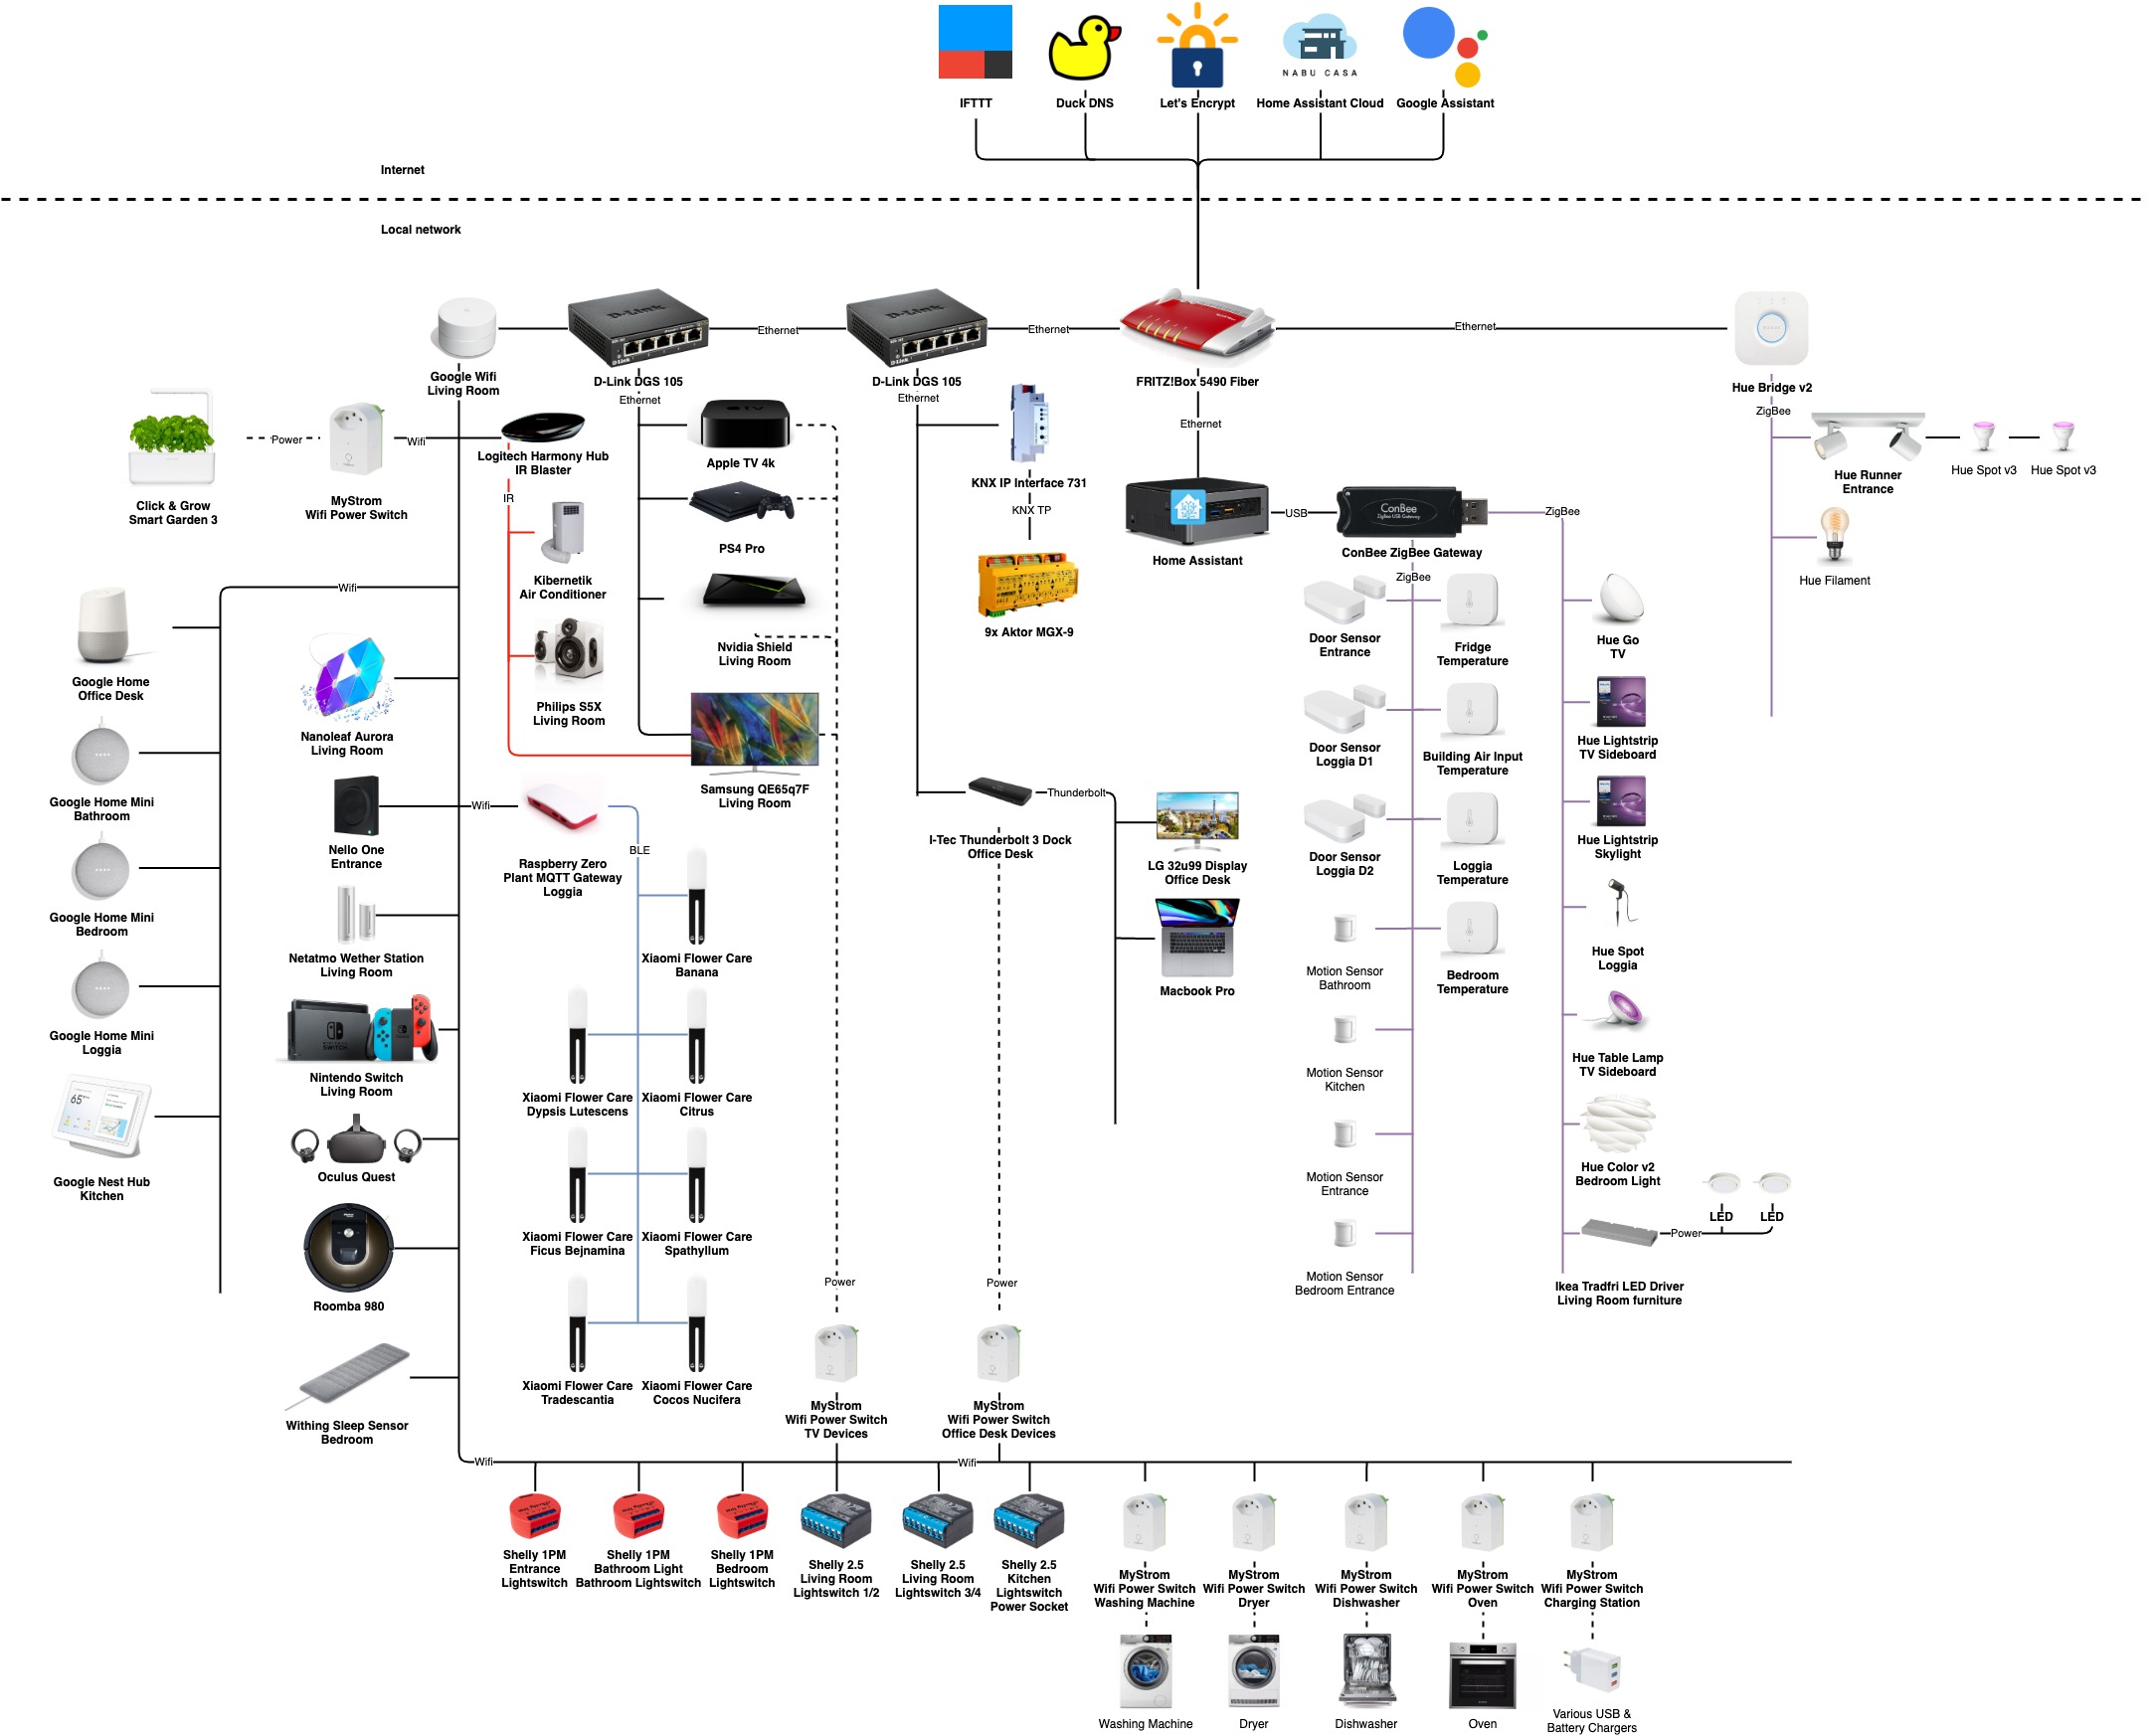 NABU CASA
IFTTT
Duck DNS
Let's Encrypt
Home Assistant Cloud
Google Assistant
Internet
Local network
D-Link
D-Link
Ethernet
Ethernet
Ethernet
Google Wifi
Living Room
D-Link DGS 105
Ethernet
D-Link DGS 105
Ethernet
FRITZ!Box 5490 Fiber
Ethernet
Hue Bridge v2
ZigBee
Power
Wifi
Click & Grow
Smart Garden 3
MyStrom
Wifi Power Switch
Logitech Harmony Hub
IR Blaster
IR
tv
Apple TV 4k
KNX IP Interface 731
KNX TP
Hue Runner
Entrance
Hue Spot v3
Hue Spot v3
PS4 Pro
Home Assistant
USB
ConBee
ZigBee USB Gateway
ConBee ZigBee Gateway
ZigBee
ZigBee
Hue Filament
Kibernetik
Air Conditioner
Wifi
9x Aktor MGX-9
Nvidia Shield
Living Room
Google Home
Office Desk
Nanoleaf Aurora
Living Room
Philips S5X
Living Room
Samsung QE65q7F
Living Room
Door Sensor
Entrance
Fridge
Temperature
Hue Go
TV
Door Sensor
Loggia D1
Building Air Input
Temperature
Hue Lightstrip
TV Sideboard
Google Home Mini
Bathroom
Nello One
Entrance
Wifi
Raspberry Zero
Plant MQTT Gateway
Loggia
BLE
I-Tec Thunderbolt 3 Dock
Office Desk
Thunderbolt
LG 32u99 Display
Office Desk
Door Sensor
Loggia D2
Loggia
Temperature
Hue Lightstrip
Skylight
Google Home Mini
Bedroom
Netatmo Wether Station
Living Room
Xiaomi Flower Care
Banana
Macbook Pro
Motion Sensor
Bathroom
Bedroom
Temperature
Hue Spot
Loggia
Google Home Mini
Loggia
NINTENDO
SWITCH
Nintendo Switch
Living Room
Xiaomi Flower Care
Dypsis Lutescens
Xiaomi Flower Care
Citrus
Motion Sensor
Kitchen
Hue Table Lamp
TV Sideboard
65°
Google Nest Hub
Kitchen
Oculus Quest
Xiaomi Flower Care
Ficus Bejnamina
Xiaomi Flower Care
Spathyllum
Motion Sensor
Entrance
Hue Color v2
Bedroom Light
LED
LED
Power
Roomba 980
Power
Power
Motion Sensor
Bedroom Entrance
Ikea Tradfri LED Driver
Living Room furniture
Withing Sleep Sensor
Bedroom
Xiaomi Flower Care
Tradescantia
Xiaomi Flower Care
Cocos Nucifera
MyStrom
Wifi Power Switch
TV Devices
MyStrom
Wifi Power Switch
Office Desk Devices
Wifi
Wifi
Shelly 1PM
Entrance
Lightswitch
Shelly 1PM
Bathroom Light
Bathroom Lightswitch
Shelly 1PM
Bedroom
Lightswitch
Shelly 2.5
Living Room
Lightswitch 1/2
Shelly 2.5
Living Room
Lightswitch 3/4
Shelly 2.5
Kitchen
Lightswitch
Power Socket
MyStrom
Wifi Power Switch
Washing Machine
MyStrom
Wifi Power Switch
Dryer
MyStrom
Wifi Power Switch
Dishwasher
MyStrom
Wifi Power Switch
Oven
MyStrom
Wifi Power Switch
Charging Station
Washing Machine
Dryer
Dishwasher
Oven
Various USB &
Battery Chargers